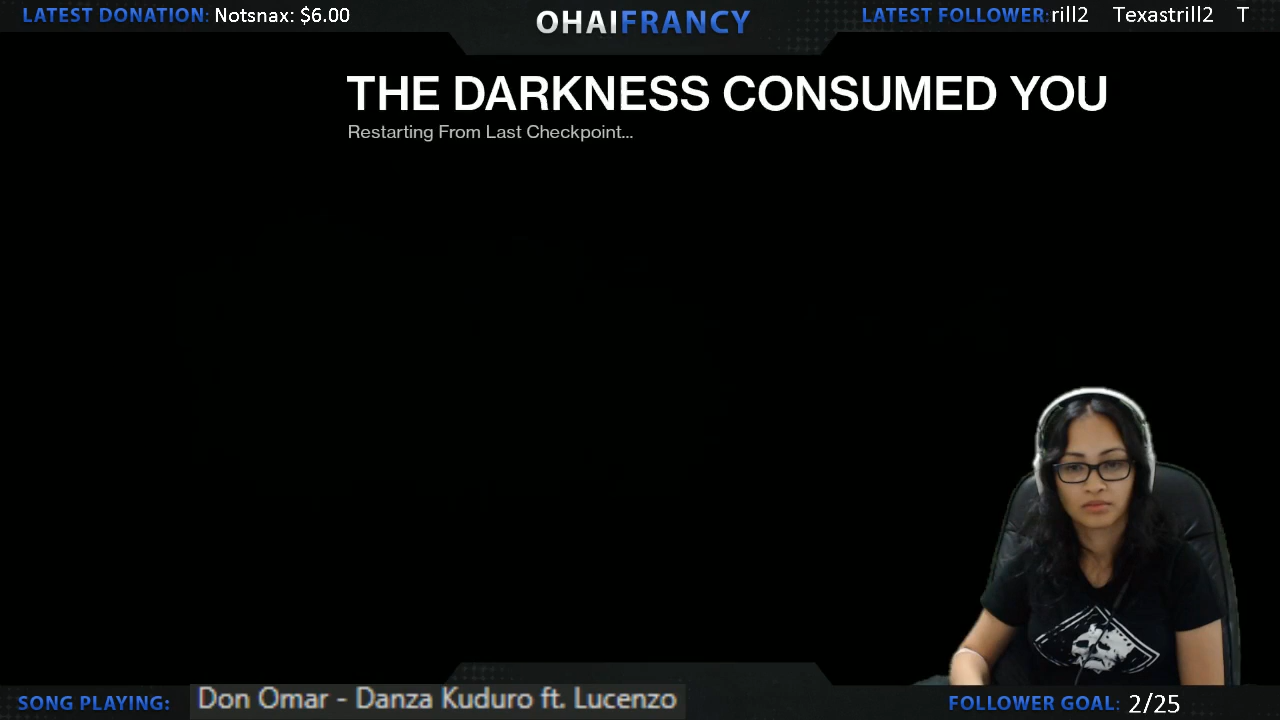 LATEST DONATION: Notsnax: $6.00
OHAIFRANCY
LATEST FOLLOWER: rill2 Texastrill2 T
THE DARKNESS CONSUMED YOU
Restarting From Last Checkpoint...
SONG PLAYING: Don Omar - Danza Kuduro ft. Lucenzo
FOLLOWER GOAL: 2/25